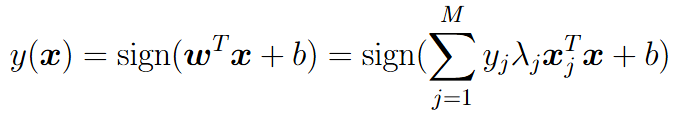 y(x) = sign(w^T x + b) = sign(∑_{j=1}^{M} y_j λ_j x_j^T x + b)